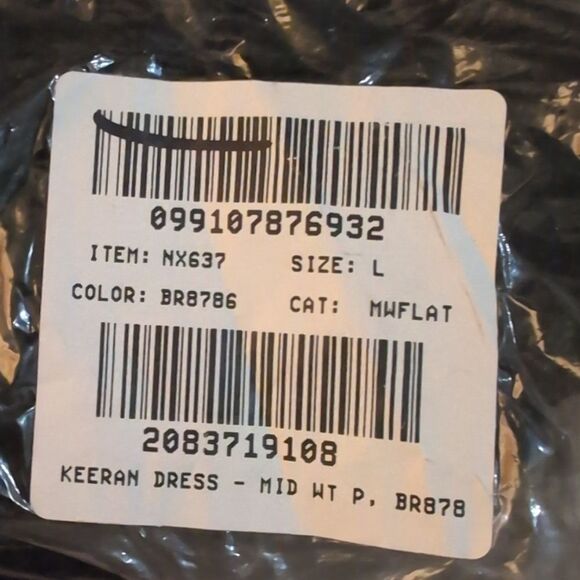 099107876932
ITEM: NX637 SIZE: L
COLOR: BR8786 CAT: MWFLAT
2083719108
KEERAN DRESS - MID WT P, BR878